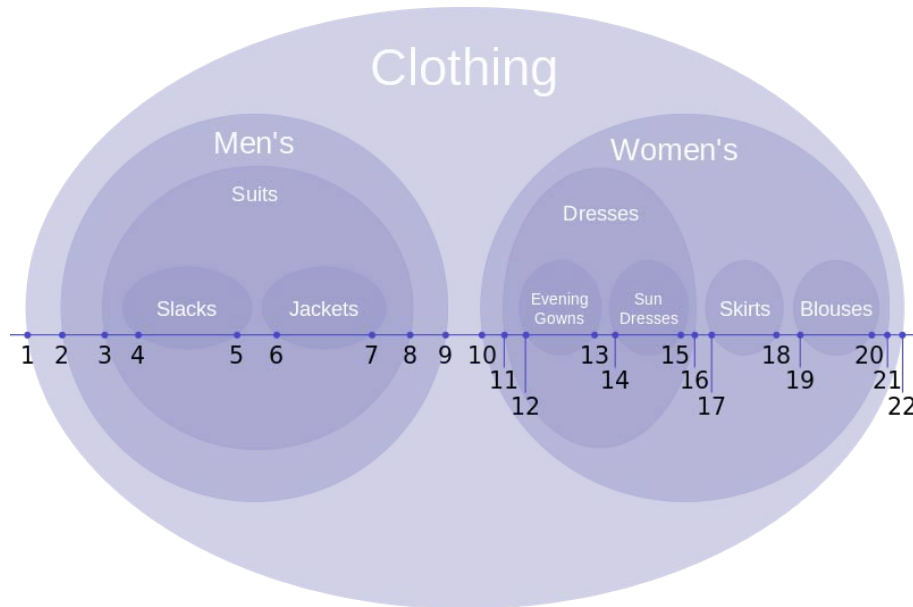 Clothing
Men's
Women's
Suits
Dresses
Slacks
Jackets
Evening
Gowns
Sun
Dresses
Skirts
Blouses
1 2 3 4 5 6 7 8 9 10 13 15 18 20
11 14 16 19 21
12 17 22